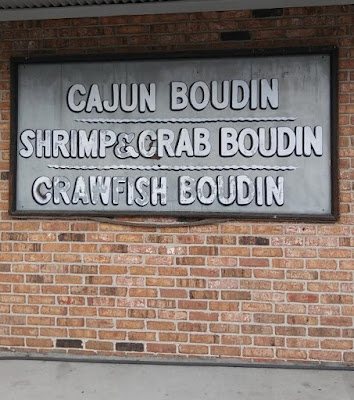 CAJUN BOUDIN
SHRIMP & CRAB BOUDIN
CRAWFISH BOUDIN